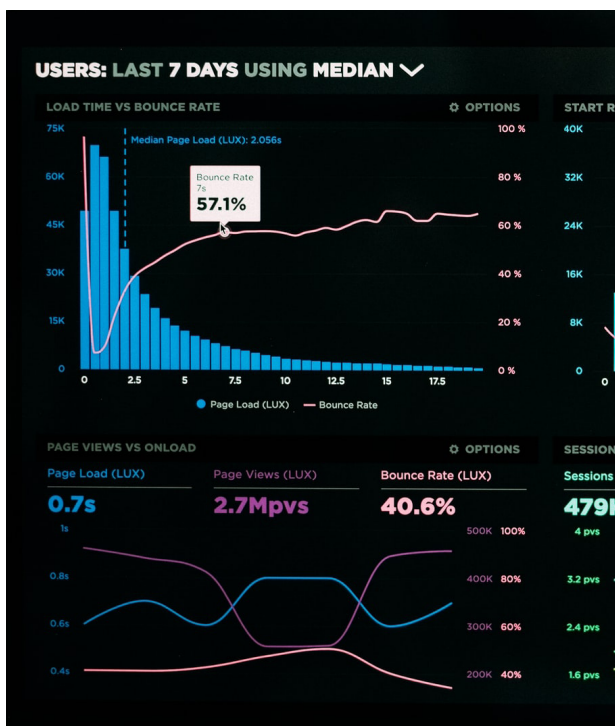 USERS: LAST 7 DAYS USING MEDIAN
LOAD TIME VS BOUNCE RATE
OPTIONS
75K
60K
45K
30K
15K
0
Median Page Load (LUX): 2.056s
Bounce Rate
7s
57.1%
100 %
80 %
60 %
40 %
20 %
0 %
0 2.5 5 7.5 10 12.5 15 17.5
Page Load (LUX) Bounce Rate
START R
40K
32K
24K
16K
8K
0
0
PAGE VIEWS VS ONLOAD
OPTIONS
Page Load (LUX) Page Views (LUX) Bounce Rate (LUX)
0.7s 2.7Mpvs 40.6%
1s
0.8s
0.6s
0.4s
500K 100%
400K 80%
300K 60%
200K 40%
SESSION
Sessions
479
4 pvs
3.2 pvs
2.4 pvs
1.6 pvs